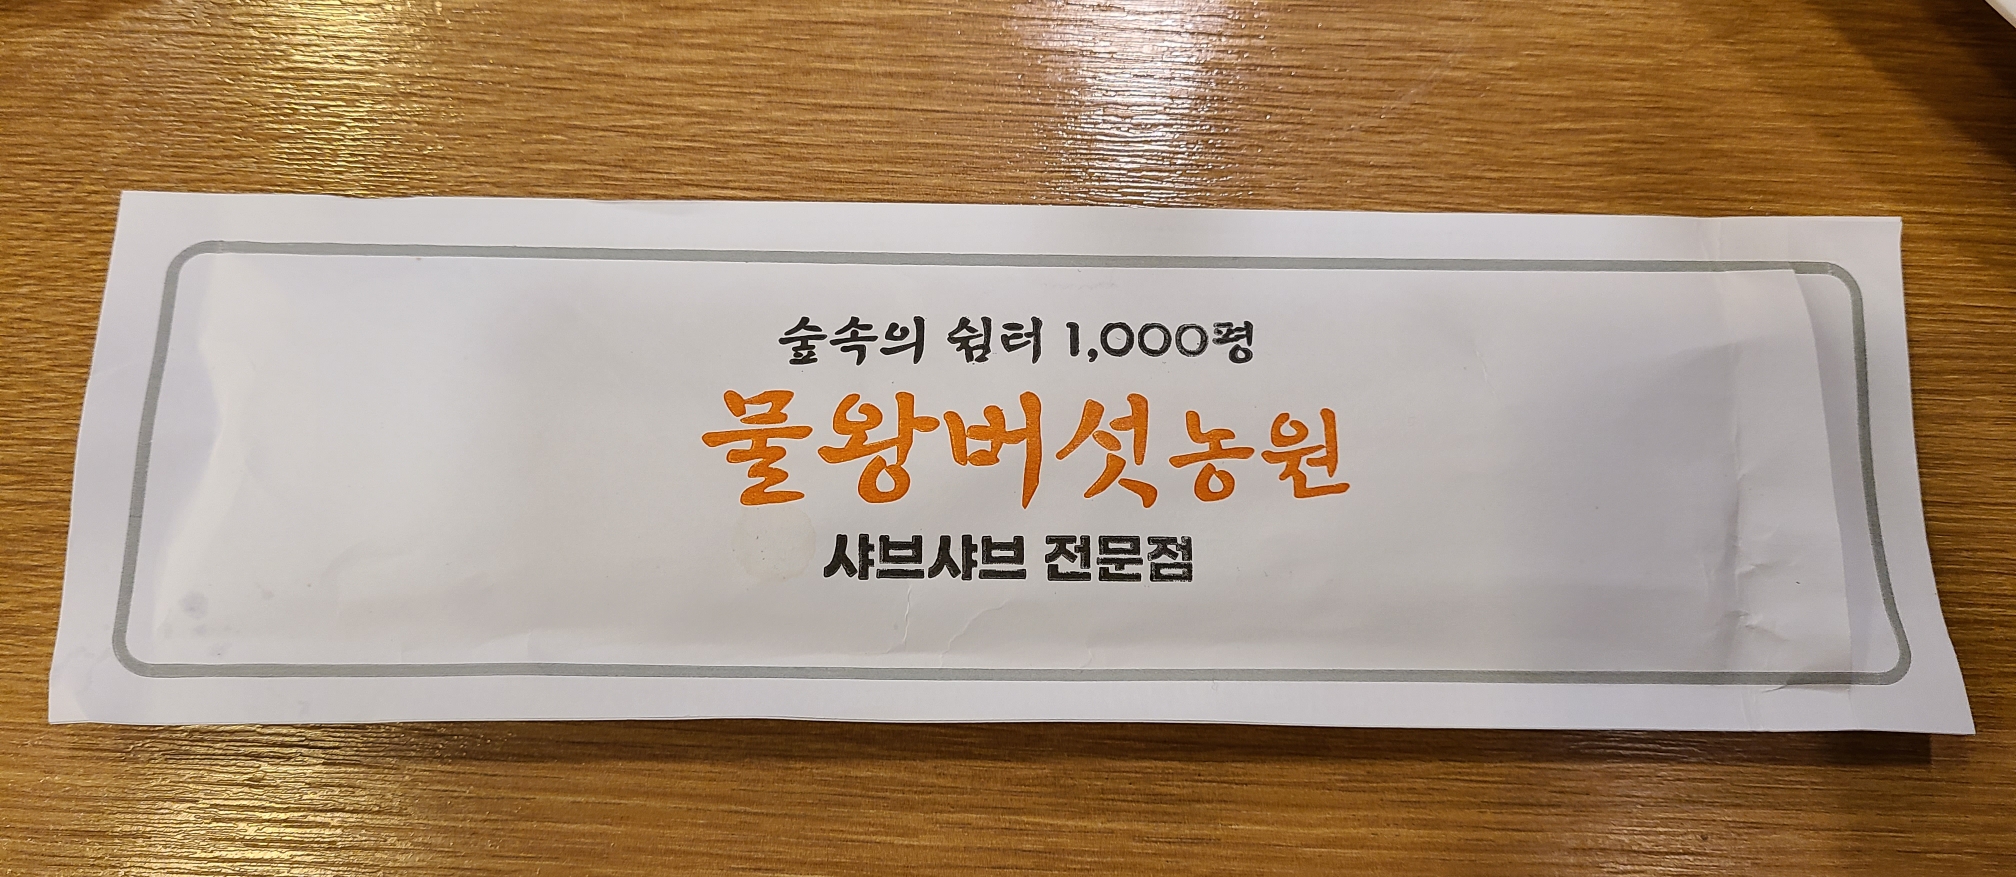 숲속의 쉼터 1,000평
물왕버섯농원
샤브샤브 전문점